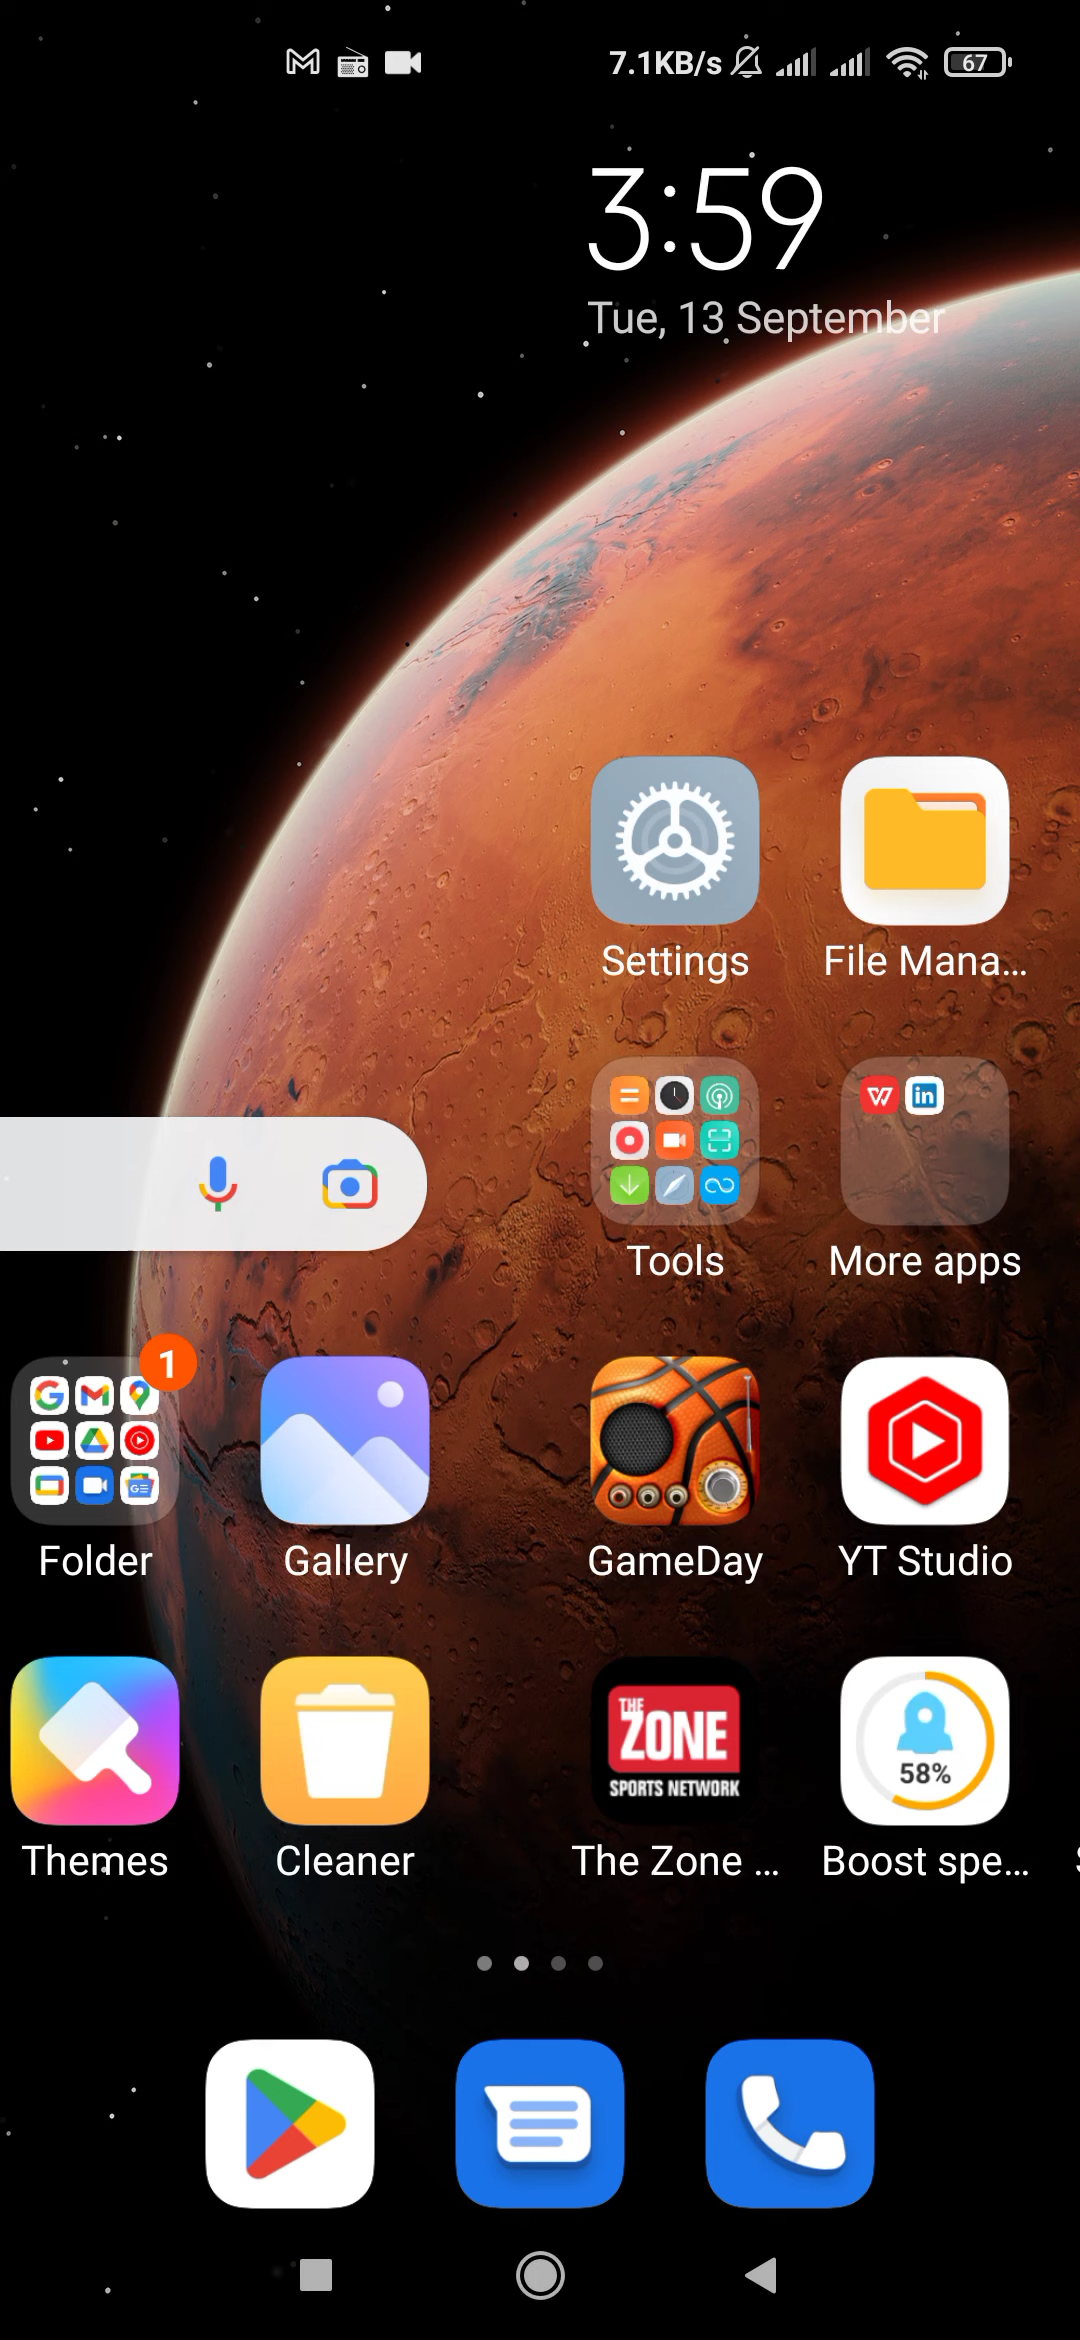 7.1KB/s 67
3:59
Tue, 13 September
Settings File Mana...
Tools More apps
1
Folder Gallery GameDay YT Studio
THE
ZONE
SPORTS NETWORK
58%
Themes Cleaner The Zone ... Boost spe...